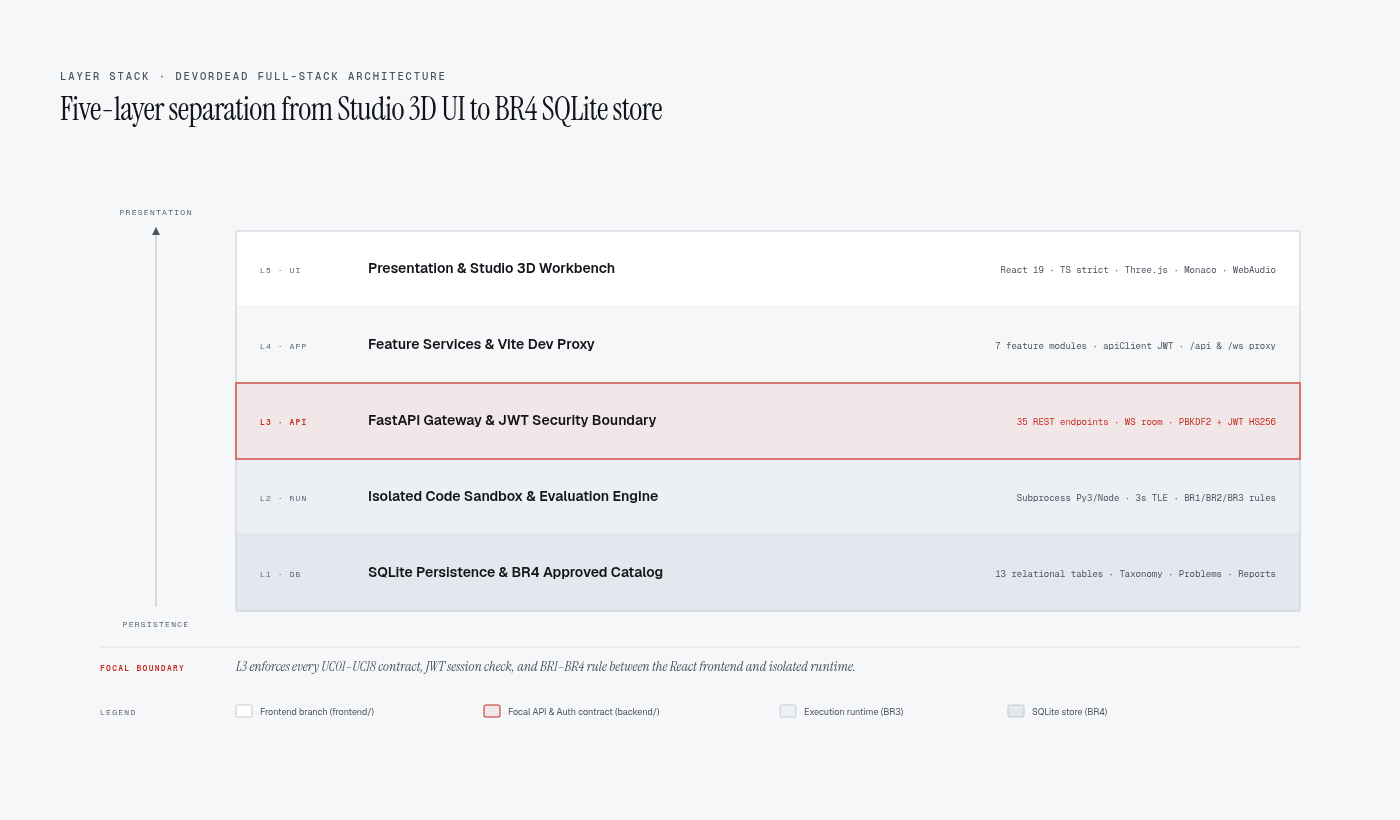 LAYER STACK · DEVORDEAD FULL-STACK ARCHITECTURE
Five-layer separation from Studio 3D UI to BR4 SQLite store
PRESENTATION
L5 · UI
Presentation & Studio 3D Workbench
React 19 · TS strict · Three.js · Monaco · WebAudio
L4 · APP
Feature Services & Vite Dev Proxy
7 feature modules · apiClient JWT · /api & /ws proxy
L3 · API
FastAPI Gateway & JWT Security Boundary
35 REST endpoints · WS room · PBKDF2 + JWT HS256
L2 · RUN
Isolated Code Sandbox & Evaluation Engine
Subprocess Py3/Node · 3s TLE · BR1/BR2/BR3 rules
L1 · DB
SQLite Persistence & BR4 Approved Catalog
13 relational tables · Taxonomy · Problems · Reports
PERSISTENCE
FOCAL BOUNDARY
L3 enforces every UC01-UC18 contract, JWT session check, and BR1-BR4 rule between the React frontend and isolated runtime.
LEGEND
Frontend branch (frontend/)
Focal API & Auth contract (backend/)
Execution runtime (BR3)
SQLite store (BR4)